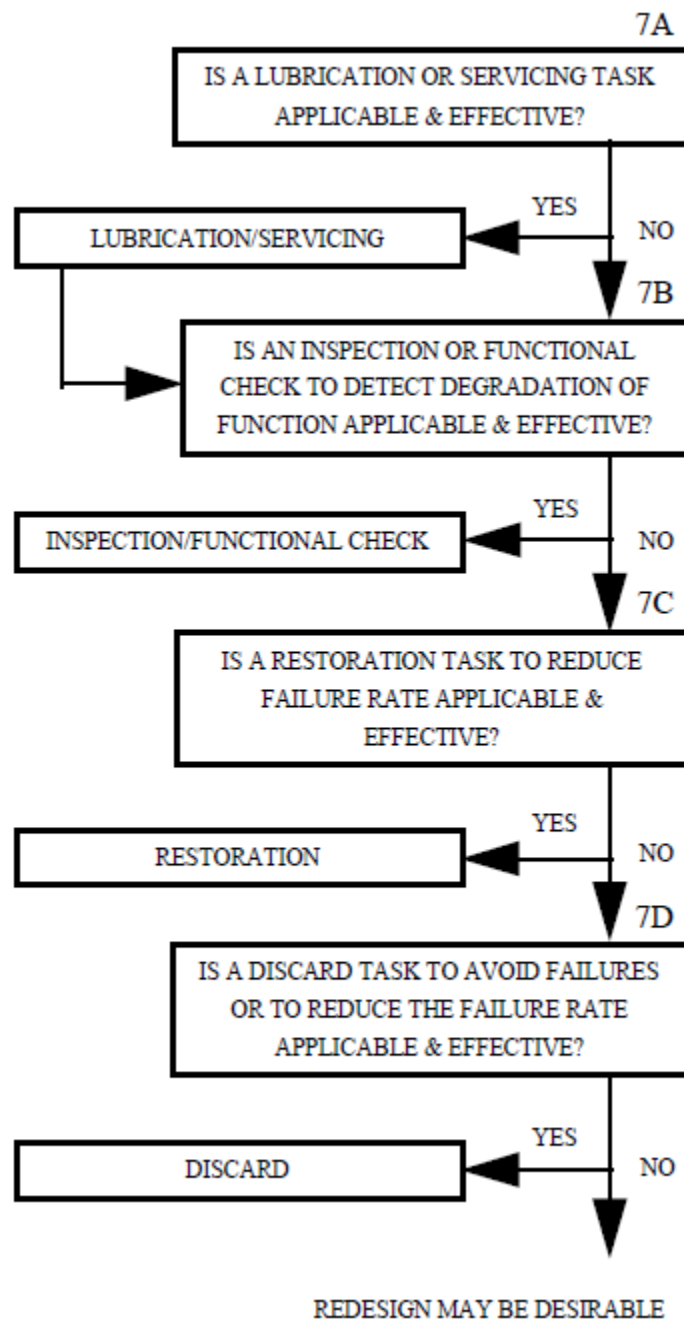 7A
IS A LUBRICATION OR SERVICING TASK
APPLICABLE & EFFECTIVE?
YES
LUBRICATION/SERVICING
NO
7B
IS AN INSPECTION OR FUNCTIONAL
CHECK TO DETECT DEGRADATION OF
FUNCTION APPLICABLE & EFFECTIVE?
YES
INSPECTION/FUNCTIONAL CHECK
NO
7C
IS A RESTORATION TASK TO REDUCE
FAILURE RATE APPLICABLE &
EFFECTIVE?
YES
RESTORATION
NO
7D
IS A DISCARD TASK TO AVOID FAILURES
OR TO REDUCE THE FAILURE RATE
APPLICABLE & EFFECTIVE?
YES
DISCARD
NO
REDESIGN MAY BE DESIRABLE